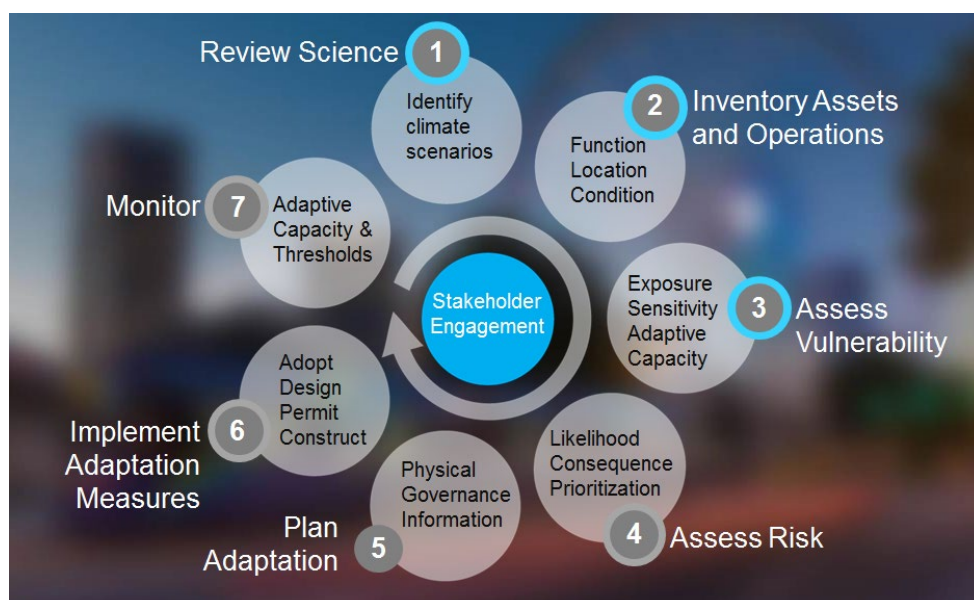 Review Science
1
Identify
climate
scenarios
2
Inventory Assets
and Operations
Function
Location
Condition
3
Assess
Vulnerability
Exposure
Sensitivity
Adaptive
Capacity
4
Assess Risk
Likelihood
Consequence
Prioritization
5
Plan
Adaptation
Physical
Governance
Information
6
Implement
Adaptation
Measures
Adopt
Design
Permit
Construct
7
Monitor
Adaptive
Capacity &
Thresholds
Stakeholder
Engagement